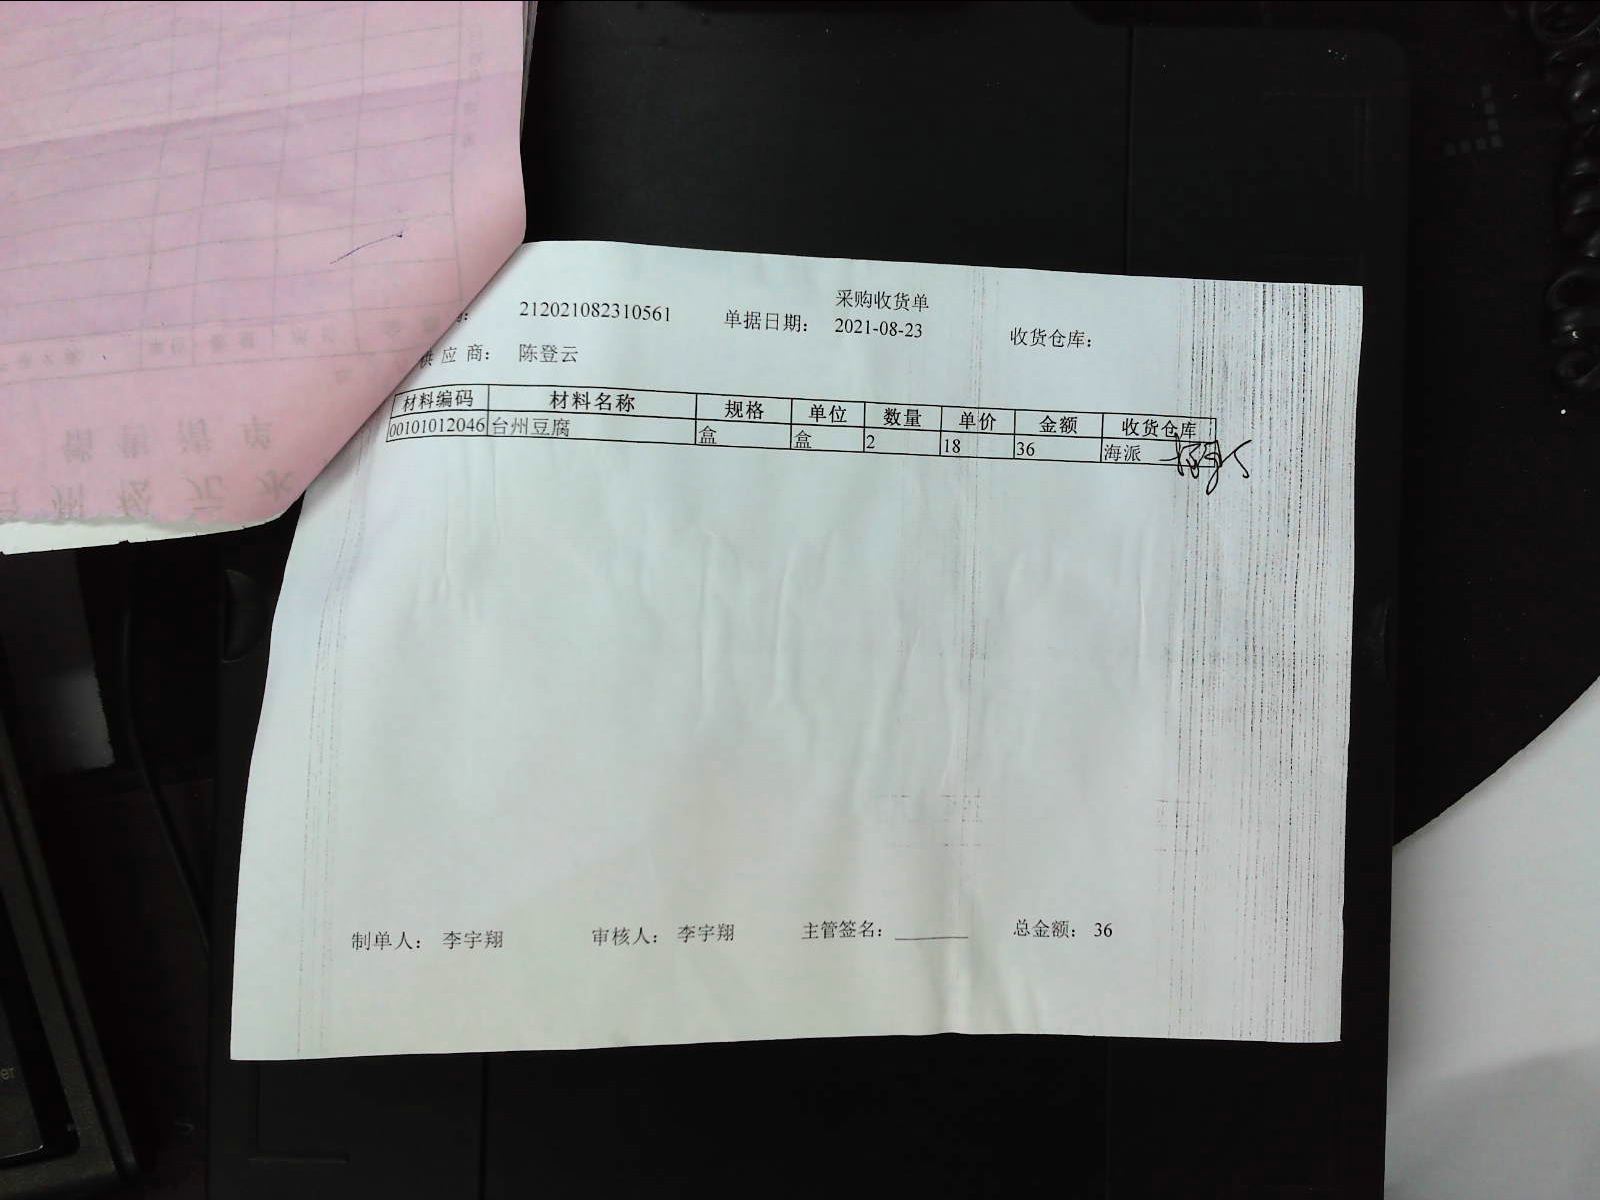 采购收货单
212021082310561 单据日期： 2021-08-23 收货仓库：
供应商： 陈登云
材料编码 材料名称 规格 单位 数量 单价 金额 收货仓库
00101012046 台州豆腐 盒 盒 2 18 36 海派
制单人： 李宇翔 审核人： 李宇翔 主管签名：________ 总金额： 36